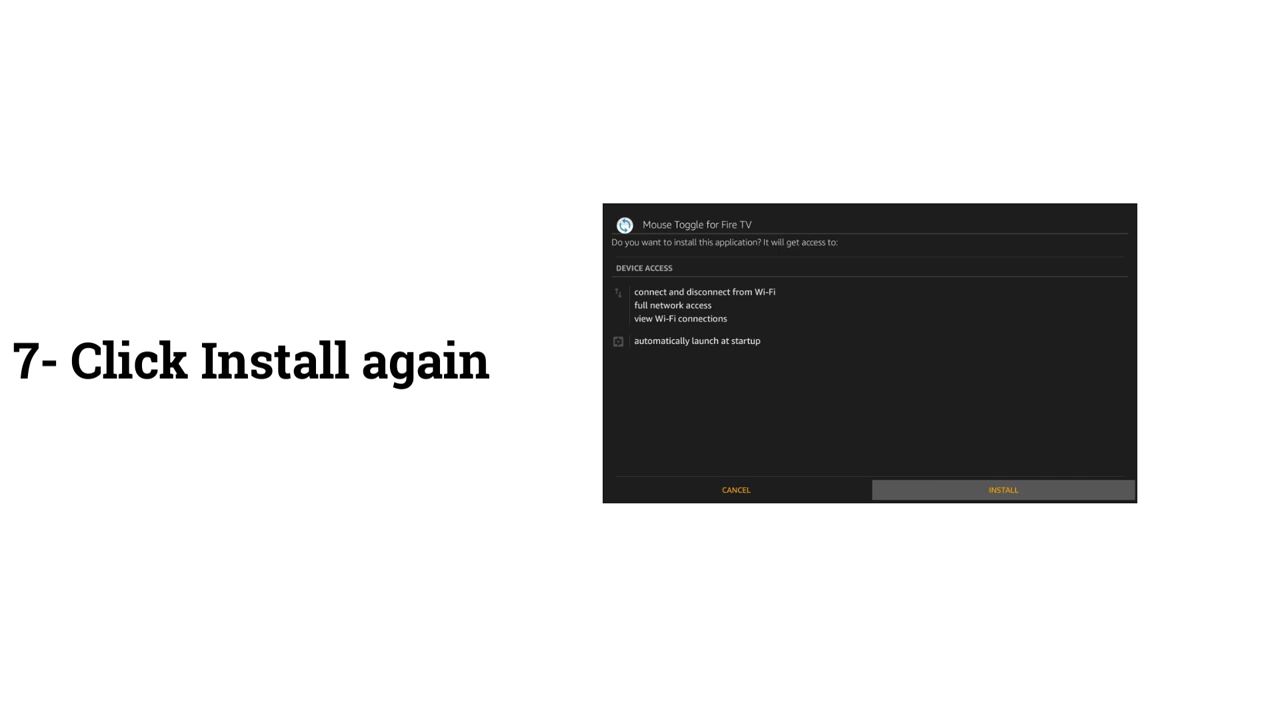 7- Click Install again
Mouse Toggle for Fire TV
Do you want to install this application? It will get access to:
DEVICE ACCESS
connect and disconnect from Wi-Fi
full network access
view Wi-Fi connections
automatically launch at startup
CANCEL
INSTALL